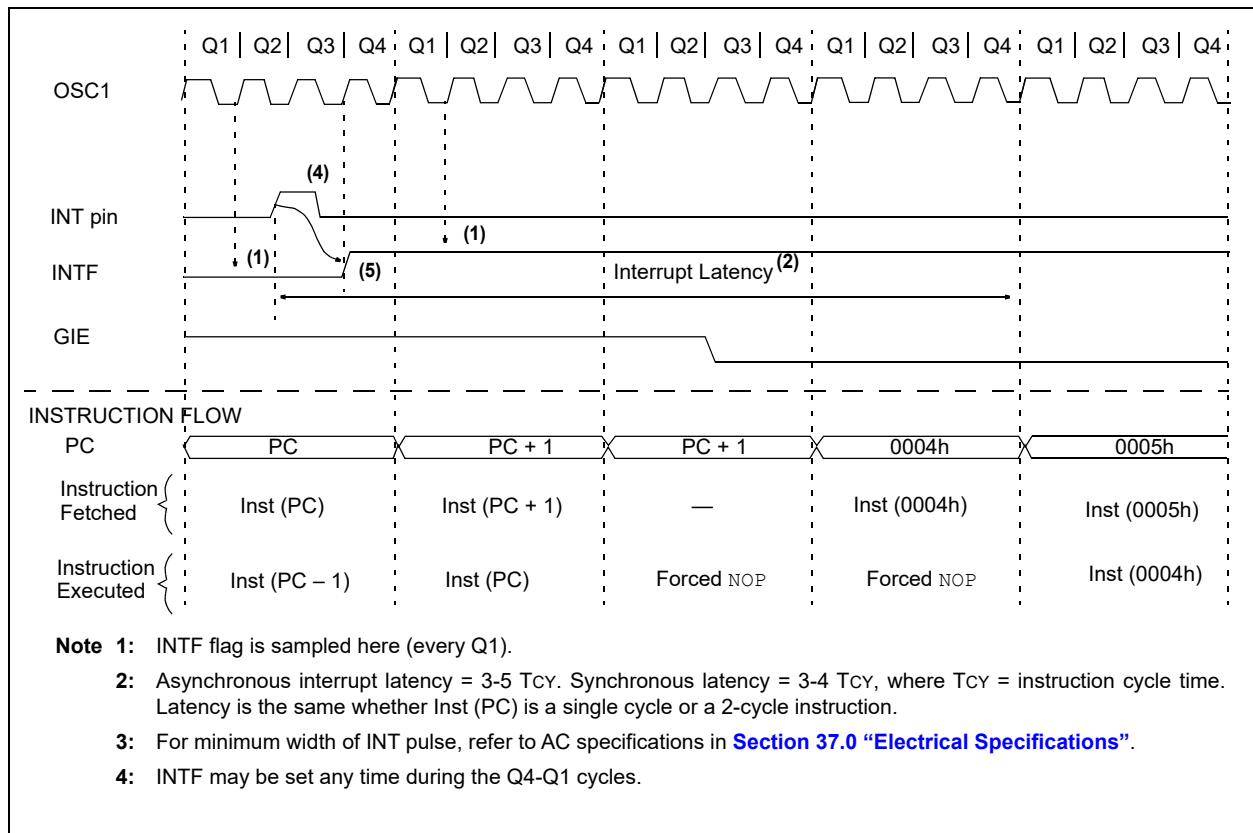 Q1 Q2 Q3 Q4 Q1 Q2 Q3 Q4 Q1 Q2 Q3 Q4 Q1 Q2 Q3 Q4 Q1 Q2 Q3 Q4
OSC1
(4)
INT pin
(1)
(1)
INTF
(5)
Interrupt Latency (2)
GIE
INSTRUCTION FLOW
PC PC PC + 1 PC + 1 0004h 0005h
Instruction
Fetched
Inst (PC) Inst (PC + 1) — Inst (0004h) Inst (0005h)
Instruction
Executed
Inst (PC – 1) Inst (PC) Forced NOP Forced NOP Inst (0004h)
Note 1: INTF flag is sampled here (every Q1).
2: Asynchronous interrupt latency = 3-5 TCY. Synchronous latency = 3-4 TCY, where TCY = instruction cycle time.
Latency is the same whether Inst (PC) is a single cycle or a 2-cycle instruction.
3: For minimum width of INT pulse, refer to AC specifications in Section 37.0 “Electrical Specifications”.
4: INTF may be set any time during the Q4-Q1 cycles.